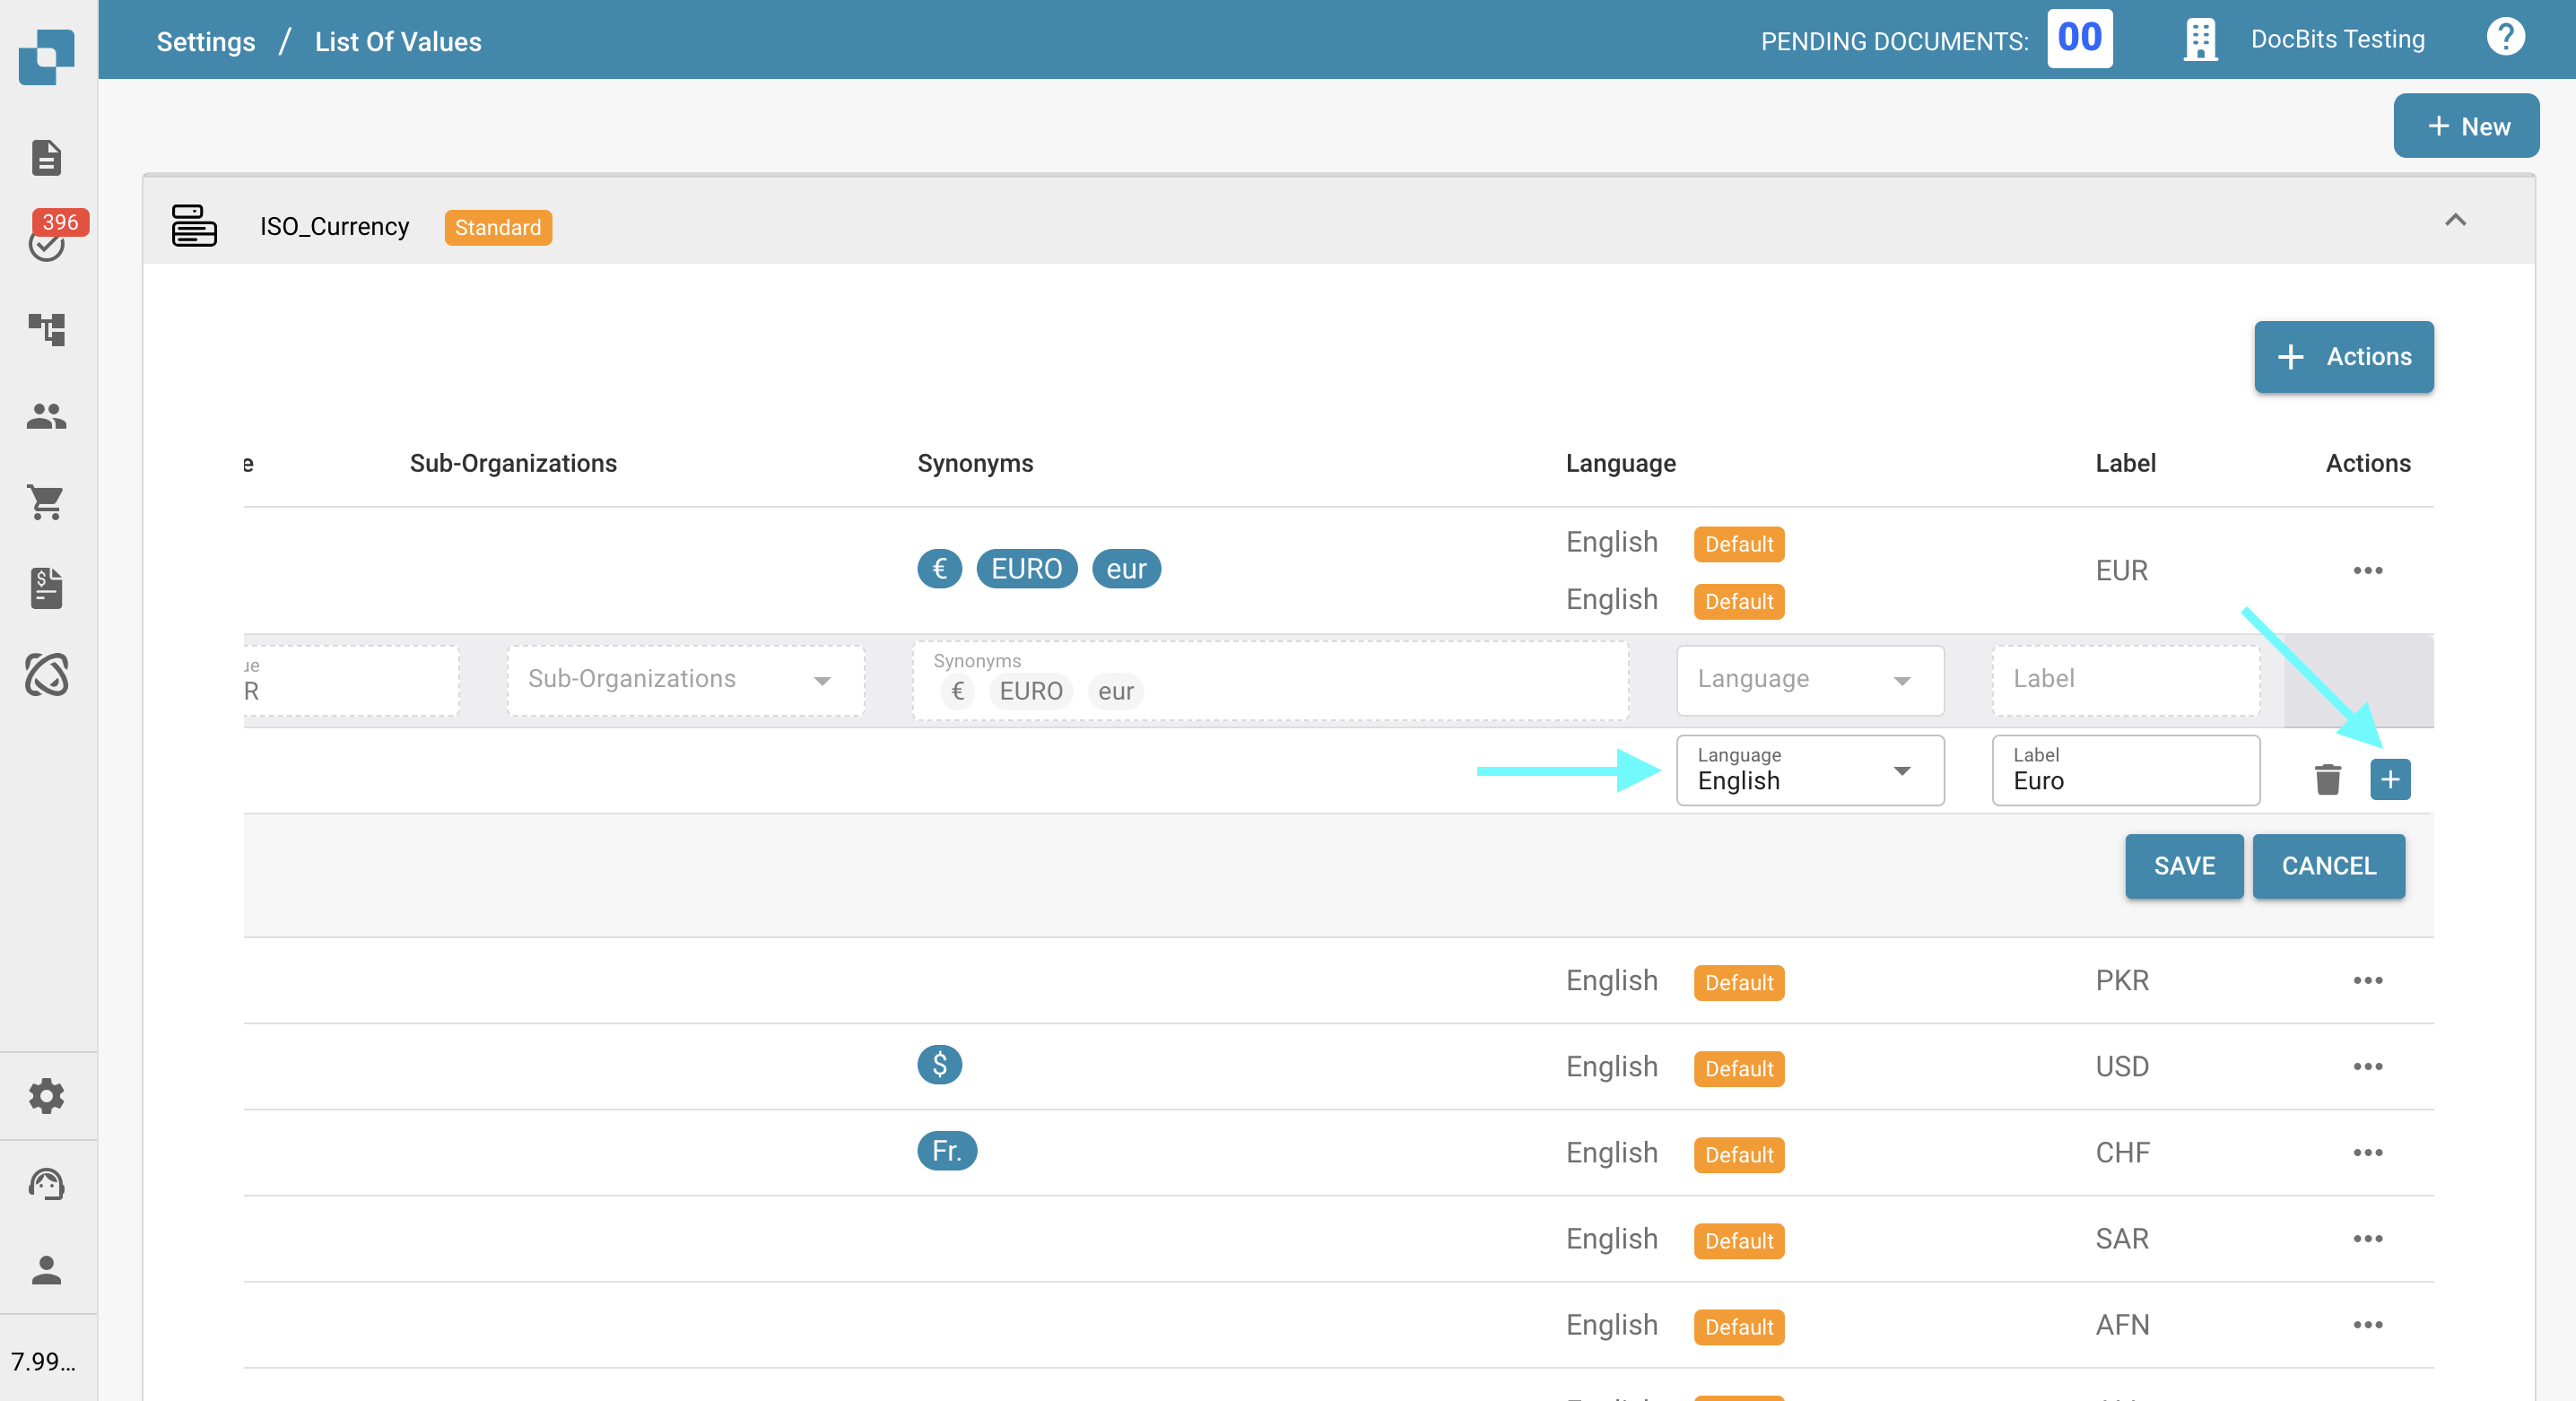 Settings / List Of Values
PENDING DOCUMENTS: 00
DocBits Testing
?
+ New
396
ISO_Currency Standard
+ Actions
e Sub-Organizations Synonyms Language Label Actions
€ EURO eur English Default EUR
English Default
ue
R
Sub-Organizations
Synonyms
€ EURO eur
Language
Label
Language
English
Label
Euro
SAVE CANCEL
English Default PKR
$ English Default USD
Fr. English Default CHF
English Default SAR
English Default AFN
7.99...